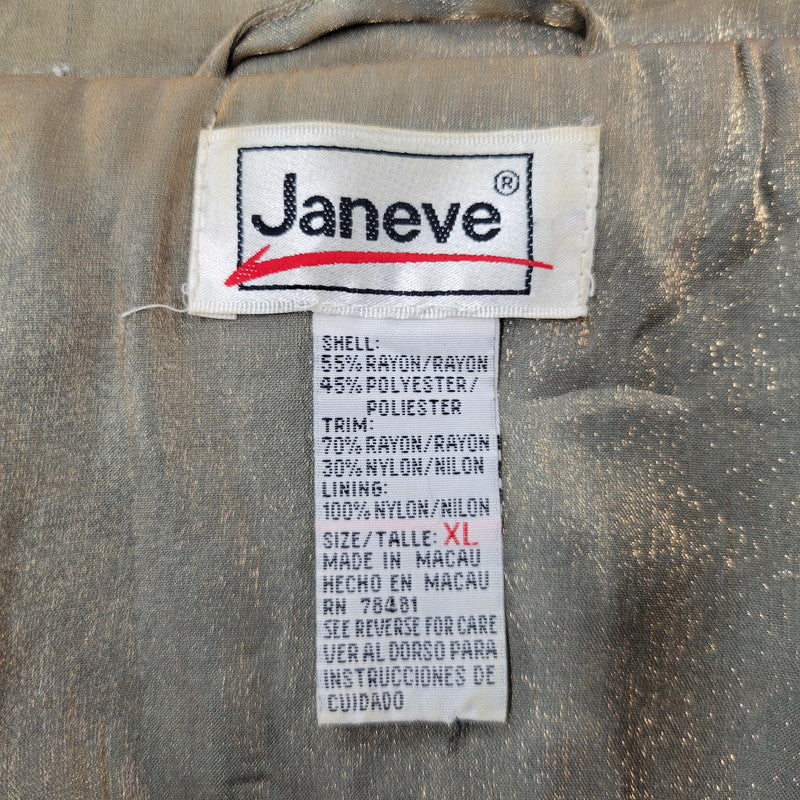 Janeve®
SHELL:
55% RAYON/RAYON
45% POLYESTER/
POLIESTER
TRIM:
70% RAYON/RAYON
30% NYLON/NILON
LINING:
100% NYLON/NILON
SIZE/TALLE: XL
MADE IN MACAU
HECHO EN MACAU
RN 78481
SEE REVERSE FOR CARE
VER AL DORSO PARA
INSTRUCCIONES DE
CUIDADO